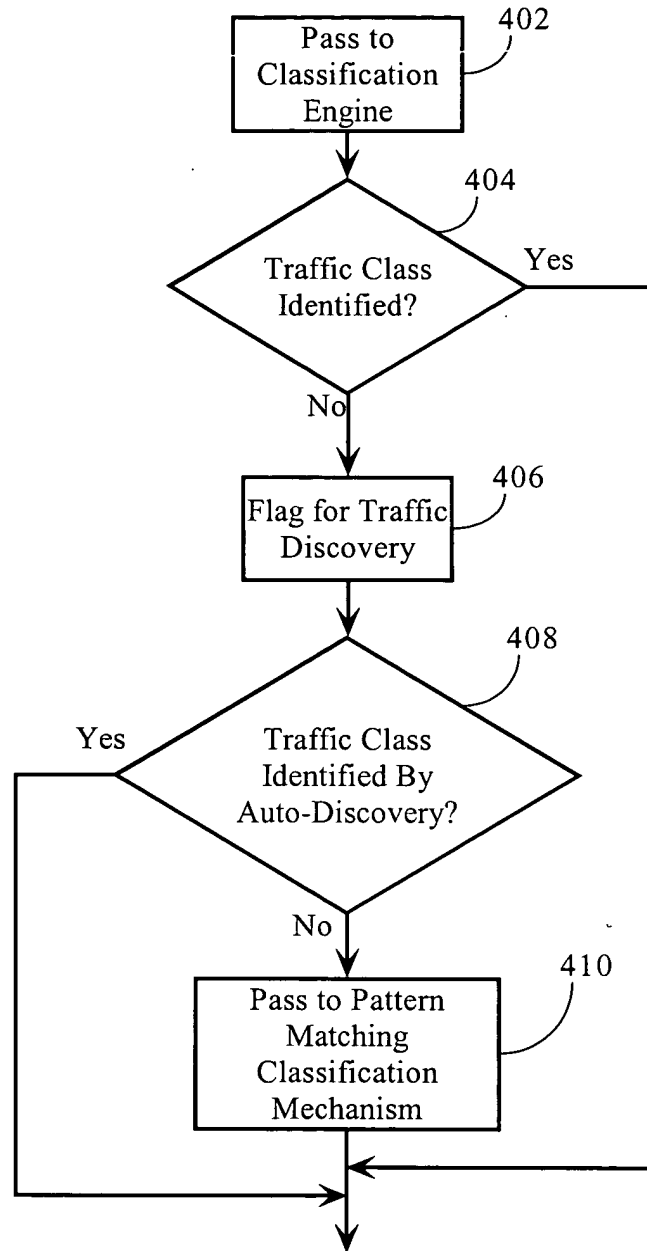 402
Pass to
Classification
Engine
404
Traffic Class
Identified?
Yes
No
406
Flag for Traffic
Discovery
408
Yes
Traffic Class
Identified By
Auto-Discovery?
No
410
Pass to Pattern
Matching
Classification
Mechanism